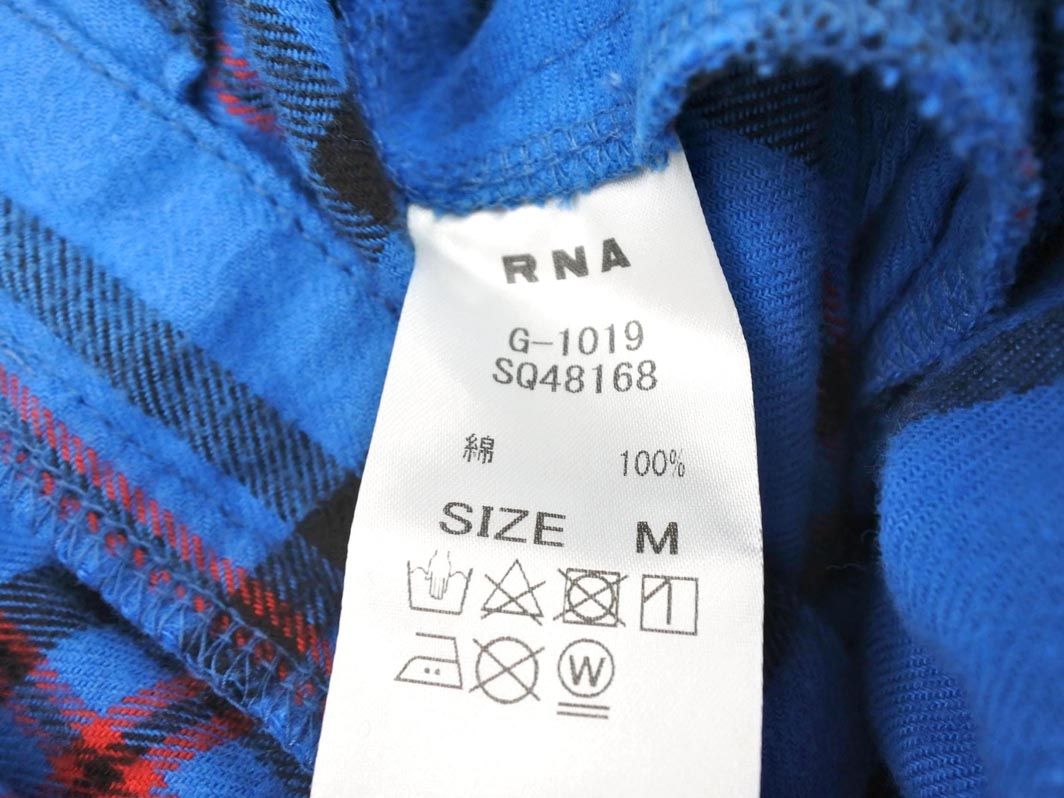 RNA
G-1019
SQ48168
綿 100%
SIZE M
W